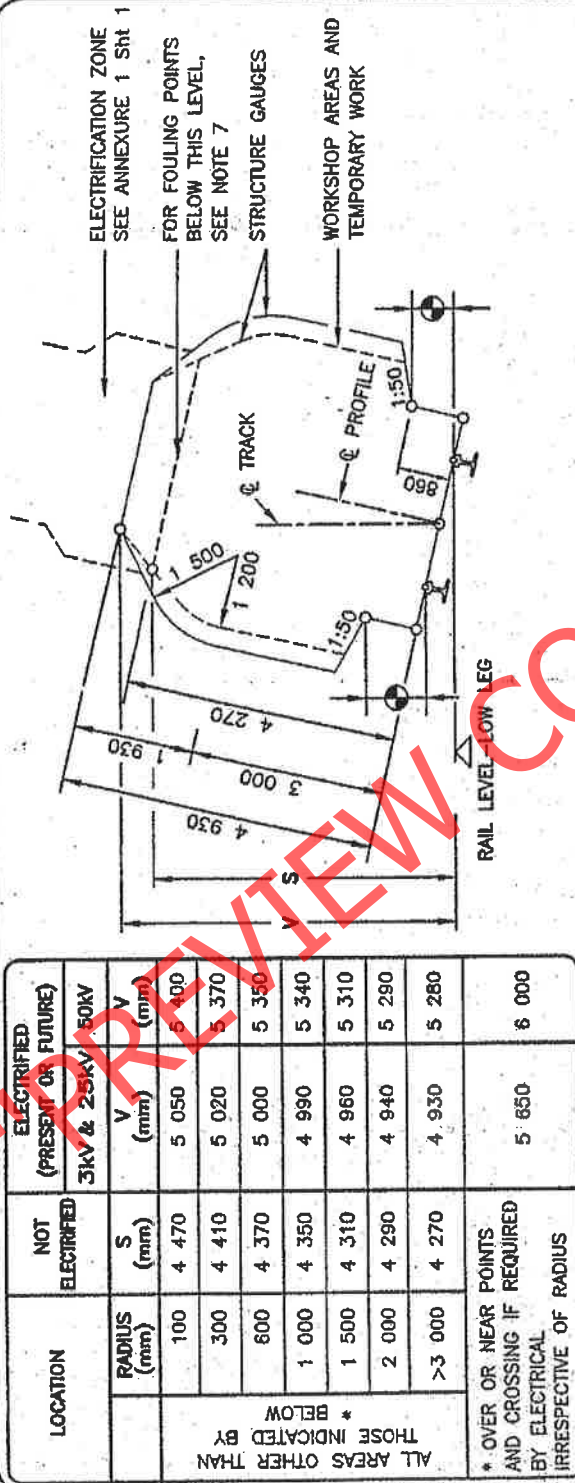 LOCATION
NOT ELECTRIFIED
ELECTRIFIED (PRESENT OR FUTURE)
3kV & 25kV
50kV
RADIUS (mm)
S (mm)
V (mm)
V (mm)
ALL AREAS OTHER THAN THOSE INDICATED BY * BELOW
100 4 470 5 050 5 400
300 4 410 5 020 5 370
600 4 370 5 000 5 350
1 000 4 350 4 990 5 340
1 500 4 310 4 960 5 310
2 000 4 290 4 940 5 290
>3 000 4 270 4 930 5 280
* OVER OR NEAR POINTS
AND CROSSING IF REQUIRED
BY ELECTRICAL
IRRESPECTIVE OF RADIUS
5 650
6 000
ELECTRIFICATION ZONE
SEE ANNEXURE 1 Sht 1
FOR FOULING POINTS
BELOW THIS LEVEL,
SEE NOTE 7
STRUCTURE GAUGES
WORKSHOP AREAS AND
TEMPORARY WORK
1 500
1 200
℄ TRACK
℄ PROFILE
1:50
1:50
860
4 270
1 930
3 000
4 930
S
V
RAIL LEVEL-LOW LEG
"PREVIEW CO